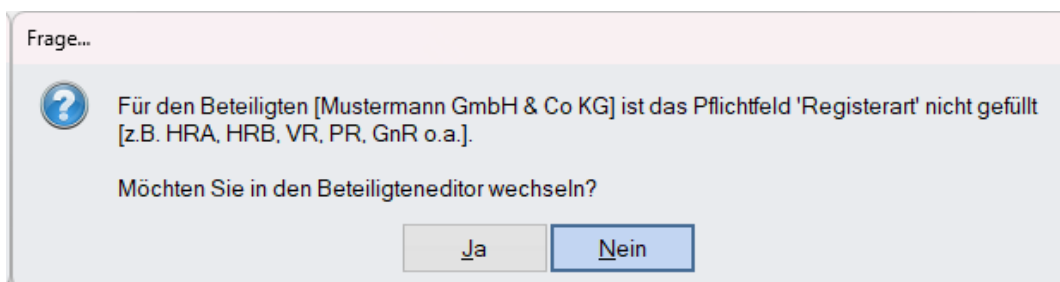 Frage...
Für den Beteiligten [Mustermann GmbH & Co KG] ist das Pflichtfeld 'Registerart' nicht gefüllt
[z.B. HRA, HRB, VR, PR, GnR o.a.].
Möchten Sie in den Beteiligteneditor wechseln?
Ja Nein